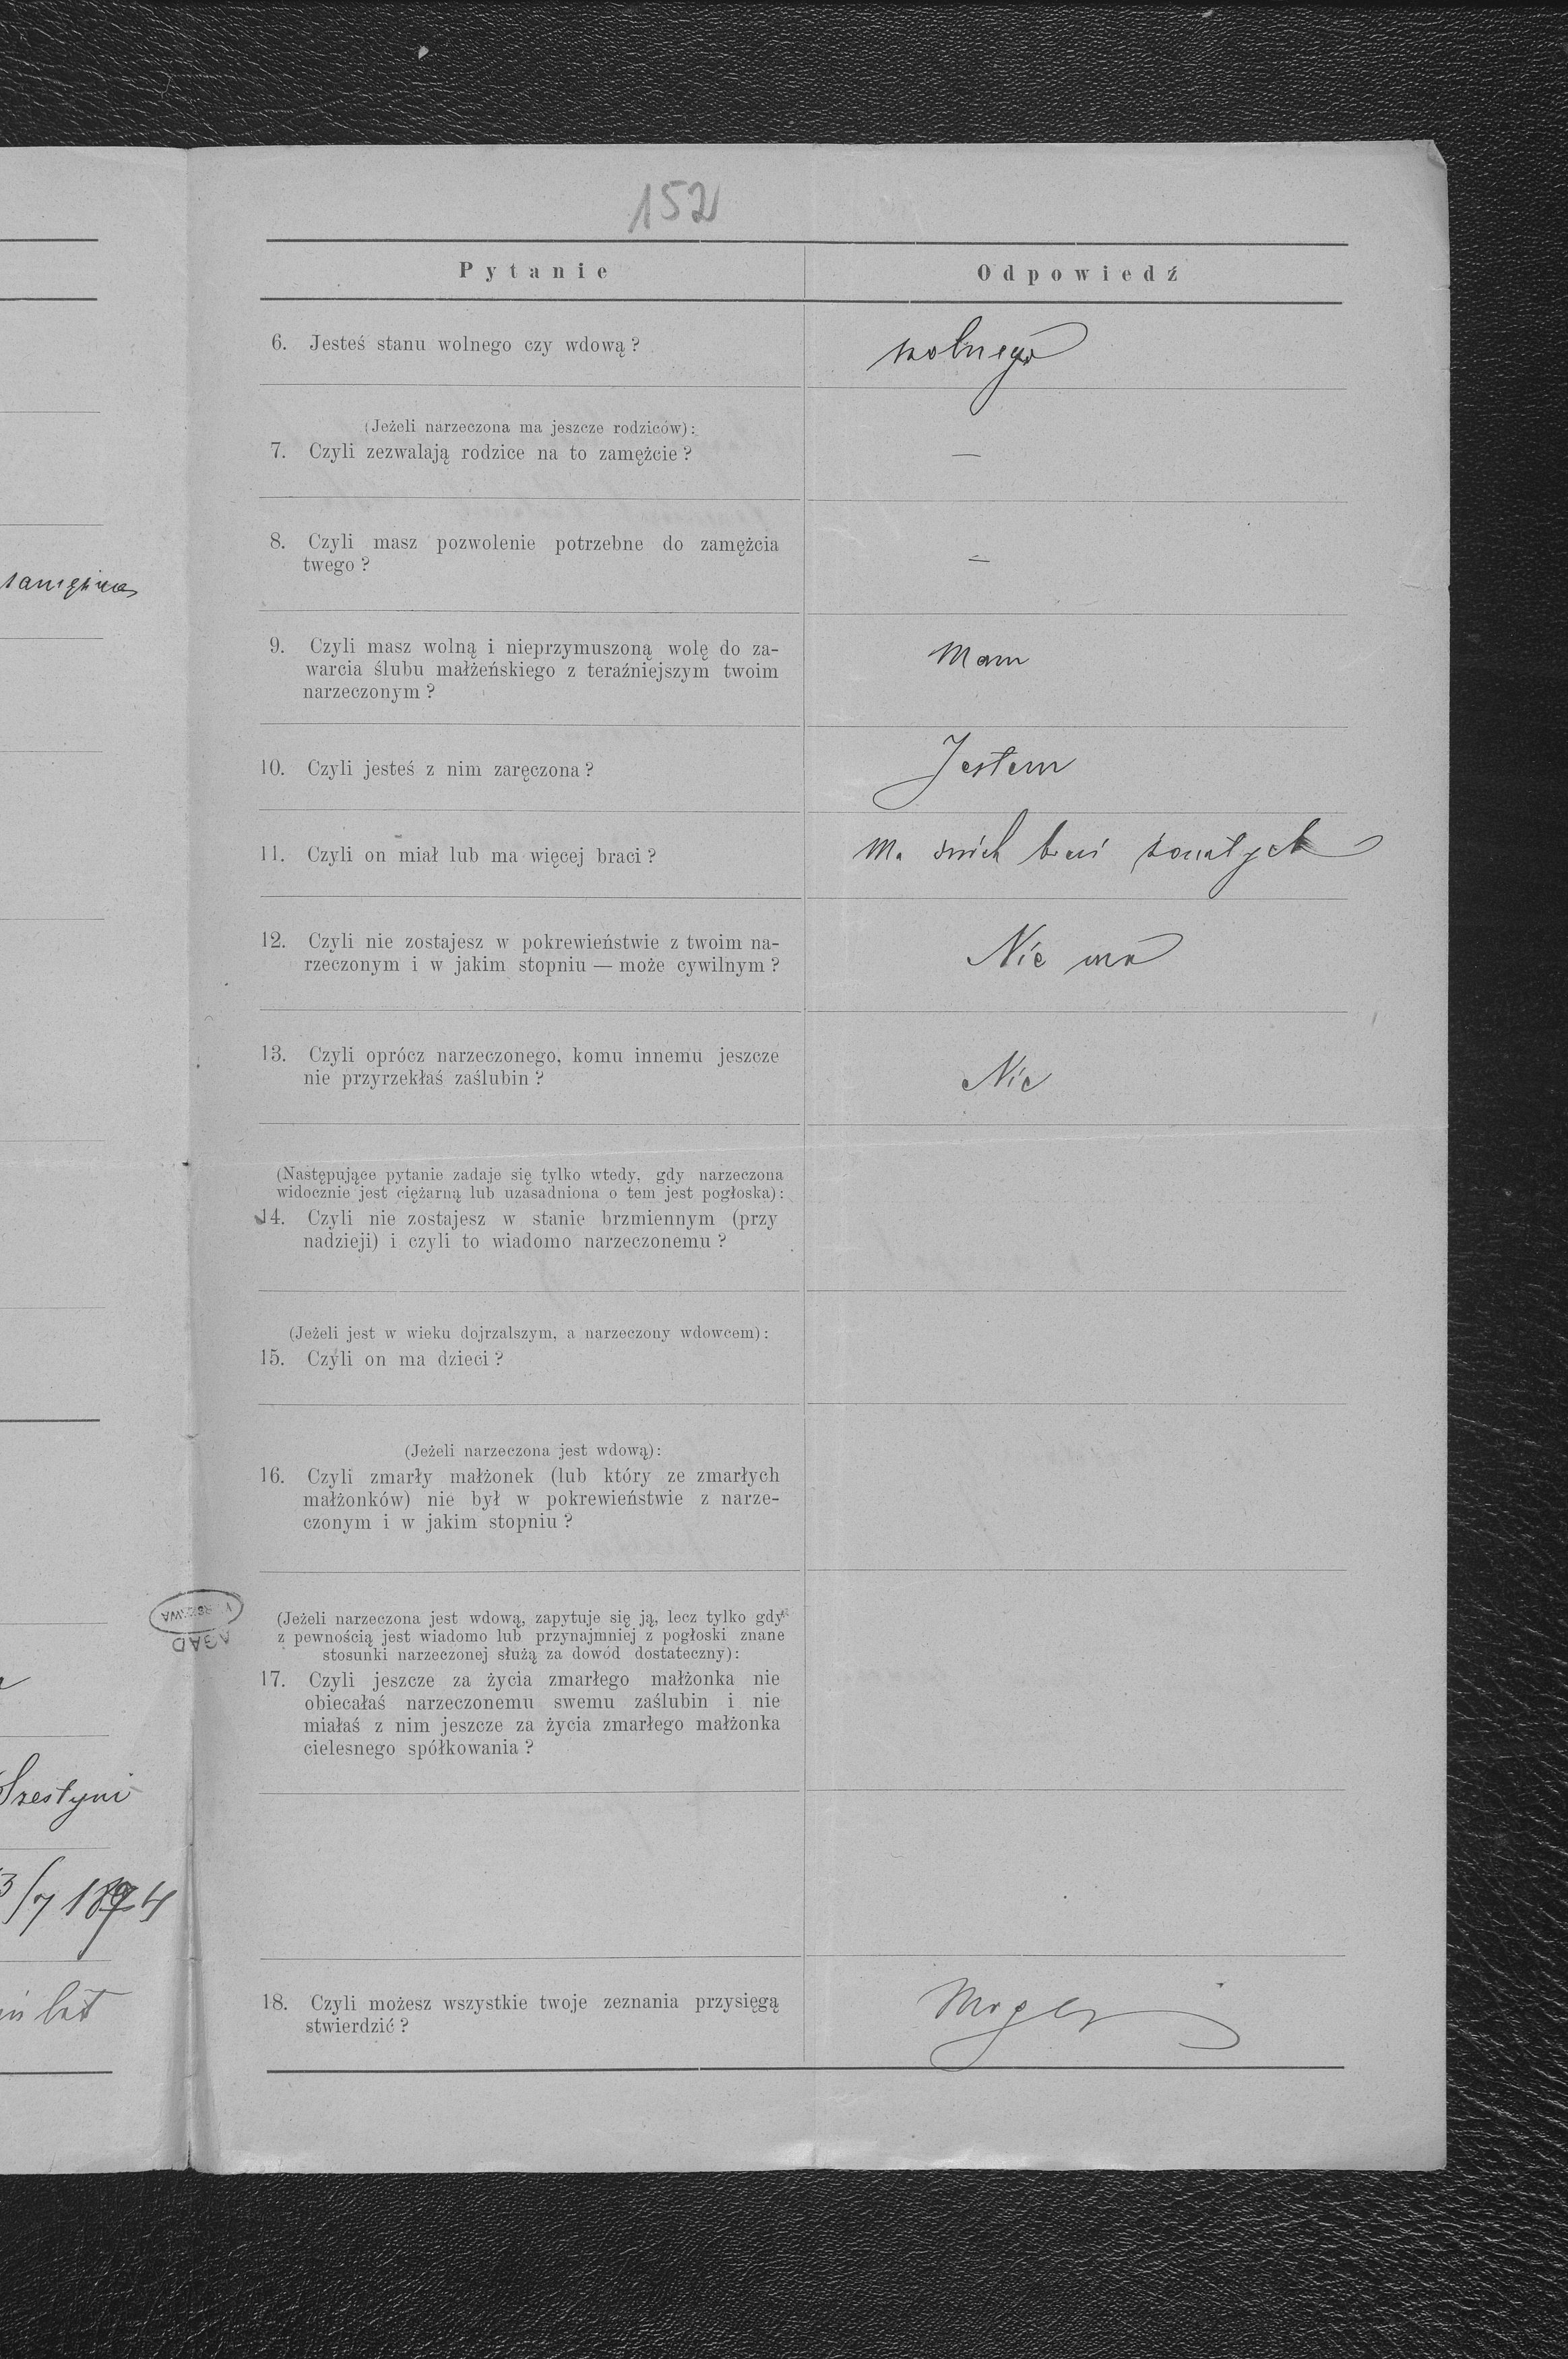 152
Pytanie
Odpowiedź
6. Jesteś stanu wolnego czy wdową?
wolnego
(Jeżeli narzeczona ma jeszcze rodziców):
7. Czyli zezwalają rodzice na to zamężcie?
—
8. Czyli masz pozwolenie potrzebne do zamężcia
twego?
—
9. Czyli masz wolną i nieprzymuszoną wolę do za-
warcia ślubu małżeńskiego z teraźniejszym twoim
narzeczonym?
Mam
10. Czyli jesteś z nim zaręczona?
Jestem
11. Czyli on miał lub ma więcej braci?
Ma braci żonatych
12. Czyli nie zostajesz w pokrewieństwie z twoim na-
rzeczonym i w jakim stopniu — może cywilnym?
Nie ma
13. Czyli oprócz narzeczonego, komu innemu jeszcze
nie przyrzekłaś zaślubin?
Nie
(Następujące pytanie zadaje się tylko wtedy, gdy narzeczona
widocznie jest ciężarną lub uzasadniona o tem jest pogłoska):
14. Czyli nie zostajesz w stanie brzmiennym (przy
nadzieji) i czyli to wiadomo narzeczonemu?
(Jeżeli jest w wieku dojrzalszym, a narzeczony wdowcem):
15. Czyli on ma dzieci?
(Jeżeli narzeczona jest wdową):
16. Czyli zmarły małżonek (lub który ze zmarłych
małżonków) nie był w pokrewieństwie z narze-
czonym i w jakim stopniu?
(Jeżeli narzeczona jest wdową, zapytuje się ją, lecz tylko gdy
z pewnością jest wiadomo lub przynajmniej z pogłoski znane
stosunki narzeczonej służą za dowód dostateczny):
17. Czyli jeszcze za życia zmarłego małżonka nie
obiecałaś narzeczonemu swemu zaślubin i nie
miałaś z nim jeszcze za życia zmarłego małżonka
cielesnego spółkowania?
18. Czyli możesz wszystkie twoje zeznania przysięgą
stwierdzić?
Mogę
AGAD
WARSZAWA
lat